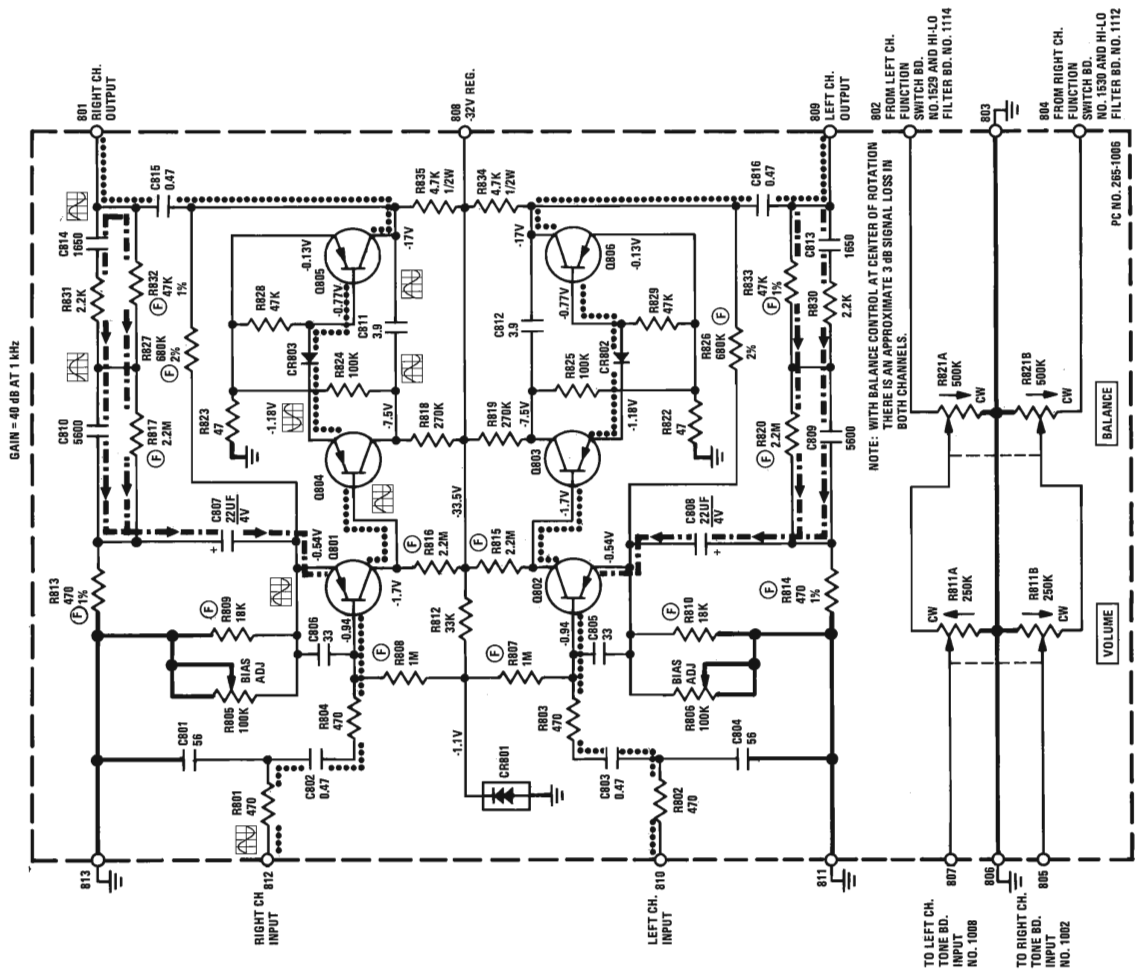 GAIN = 40 dB AT 1 kHz
813
R813
470
Ⓕ 1%
C810
5600
C814
1650
R831
2.2K
801
RIGHT CH.
OUTPUT
C801
56
R805
100K
BIAS
ADJ
Ⓕ
R809
18K
C807
22UF
4V
+
R817
2.2M
Ⓕ
R832
Ⓕ 47K
1%
R827
680K
Ⓕ 2%
C815
0.47
R801
470
812
RIGHT CH.
INPUT
C802
0.47
R804
470
C806
33
-0.94
-0.54V
Q801
-1.7V
R823
47
-1.18V
Q804
R828
47K
CR803
R824
100K
-7.5V
-0.13V
Q805
-0.77V
C811
3.9
-17V
Ⓕ
R808
1M
Ⓕ
R816
2.2M
R818
270K
R835
4.7K
1/2W
-1.1V
R812
33K
-33.5V
808
-32V REG.
CR801
Ⓕ
R807
1M
R815
2.2M
Ⓕ
R819
270K
R834
4.7K
1/2W
R803
470
C803
0.47
-0.94
C805
33
Q802
-0.54V
-1.7V
Q803
-7.5V
-1.18V
R825
100K
CR802
C812
3.9
R829
47K
-17V
Q806
-0.77V
-0.13V
R822
47
R826
680K Ⓕ
2%
C816
0.47
810
LEFT CH.
INPUT
R802
470
C804
56
R806
100K
BIAS
ADJ
Ⓕ
R810
18K
C808
22UF
4V
+
R820
Ⓕ 2.2M
R833
47K
Ⓕ 1%
811
Ⓕ
R814
470
1%
C809
5600
R830
2.2K
C813
1650
809
LEFT CH.
OUTPUT
NOTE: WITH BALANCE CONTROL AT CENTER OF ROTATION
THERE IS AN APPROXIMATE 3 dB SIGNAL LOSS IN
BOTH CHANNELS.
802
FROM LEFT CH.
FUNCTION
SWITCH BD.
NO.1529 AND HI-LO
FILTER BD. NO.1114
803
804
FROM RIGHT CH.
FUNCTION
SWITCH BD.
NO. 1530 AND HI-LO
FILTER BD. NO. 1112
TO LEFT CH.
TONE BD.
INPUT
NO. 1008
807
806
805
TO RIGHT CH.
TONE BD.
INPUT
NO. 1002
CW
R811A
250K
R811B
250K
CW
VOLUME
R821A
500K
CW
R821B
500K
CW
BALANCE
PC NO. 265-1006